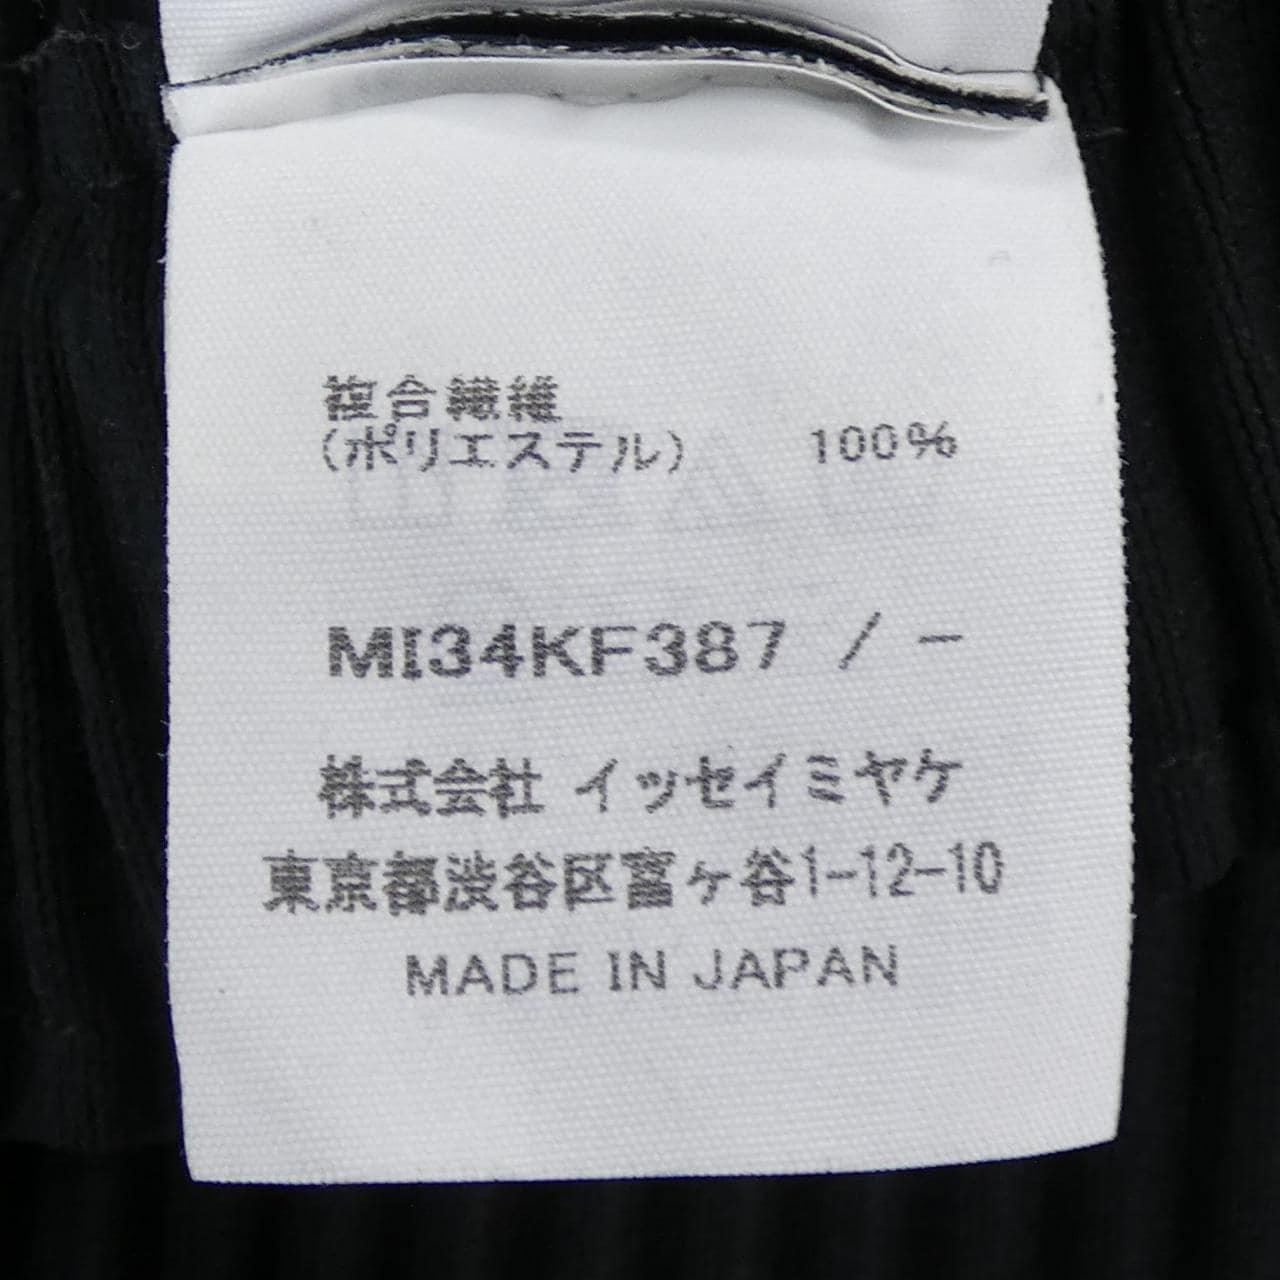 複合繊維
(ポリエステル) 100%
MI34KF387 / -
株式会社 イッセイミヤケ
東京都渋谷区富ヶ谷1-12-10
MADE IN JAPAN